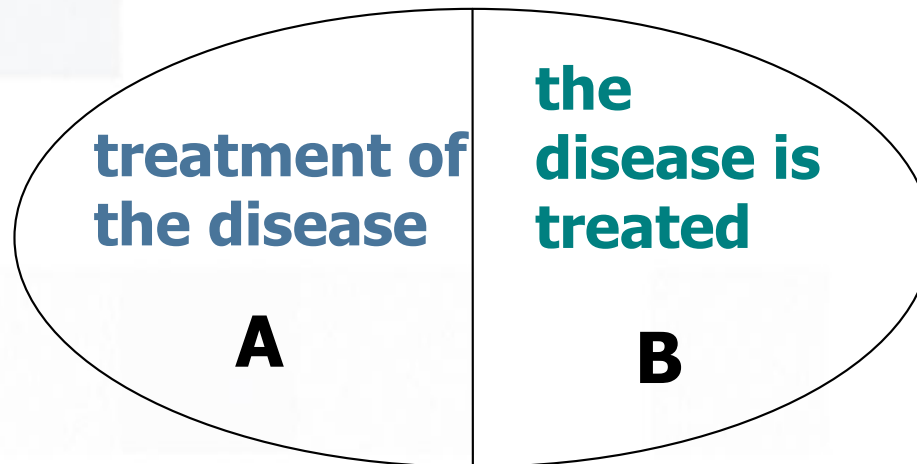 treatment of
the disease
A
the
disease is
treated
B